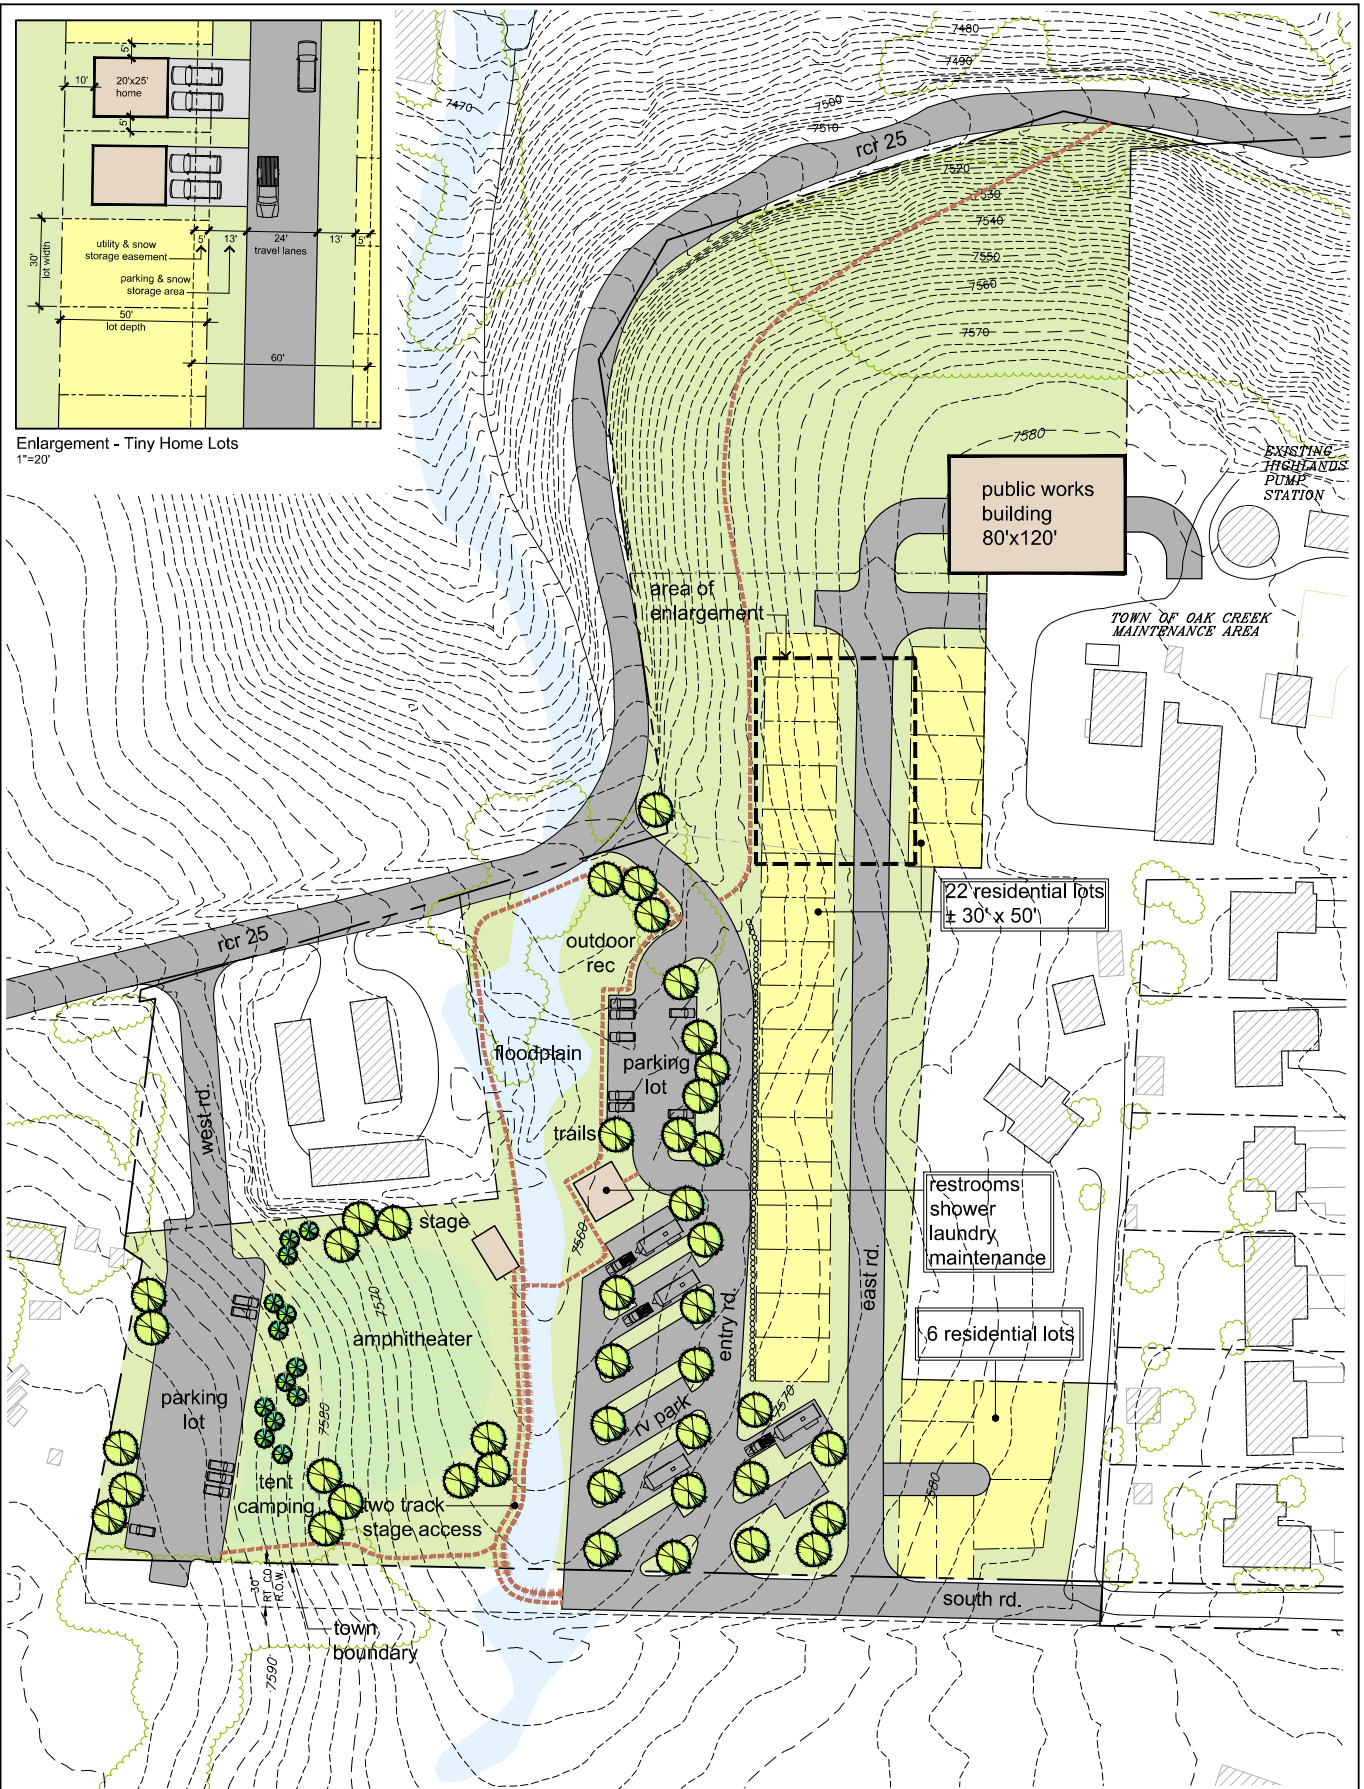 5'
10'
20'x25'
home
5'
utility & snow
storage easement
5'
13'
24'
13'
5'
travel lanes
30'
lot width
parking & snow
storage area
50'
lot depth
60'
Enlargement - Tiny Home Lots
1"=20'
7480
7490
7470
7500
7510
rcr 25
7520
7530
7540
7550
7560
7570
7580
public works
building
80'x120'
EXISTING
HIGHLANDS
PUMP
STATION
area of
enlargement
TOWN OF OAK CREEK
MAINTENANCE AREA
22 residential lots
± 30' x 50'
rcr 25
outdoor
rec
floodplain
parking
lot
west rd.
trails
restrooms
shower
laundry
maintenance
stage
7560
7570
amphitheater
east rd.
entry rd.
6 residential lots
parking
lot
7580
rv park
7570
tent
camping
two track
stage access
7580
30'
RT. CO.
R.O.W.
south rd.
town
boundary
7590